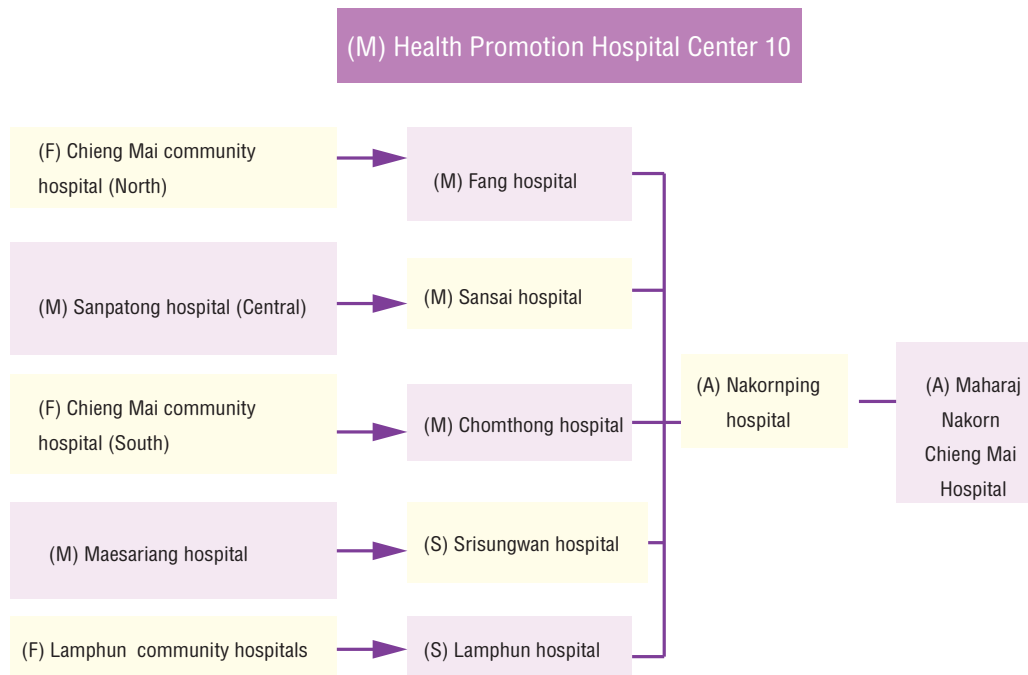 (M) Health Promotion Hospital Center 10
(F) Chieng Mai community
hospital (North)
(M) Fang hospital
(M) Sanpatong hospital (Central)
(M) Sansai hospital
(F) Chieng Mai community
hospital (South)
(M) Chomthong hospital
(A) Nakornping
hospital
(A) Maharaj
Nakorn
Chieng Mai
Hospital
(M) Maesariang hospital
(S) Srisungwan hospital
(F) Lamphun community hospitals
(S) Lamphun hospital